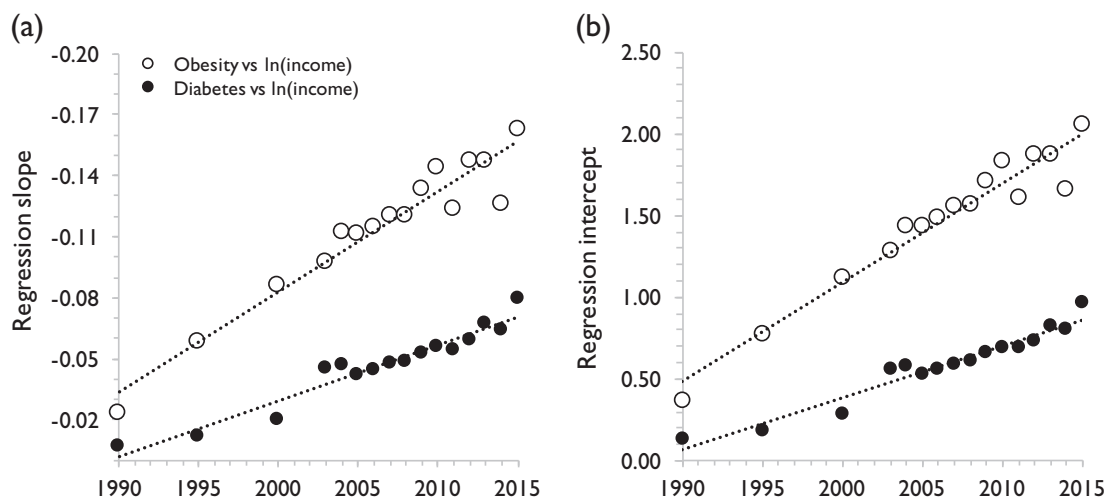 (a)
Regression slope
-0.20
-0.17
-0.14
-0.11
-0.08
-0.05
-0.02
Obesity vs ln(income)
Diabetes vs ln(income)
1990 1995 2000 2005 2010 2015
(b)
Regression intercept
2.50
2.00
1.50
1.00
0.50
0.00
1990 1995 2000 2005 2010 2015